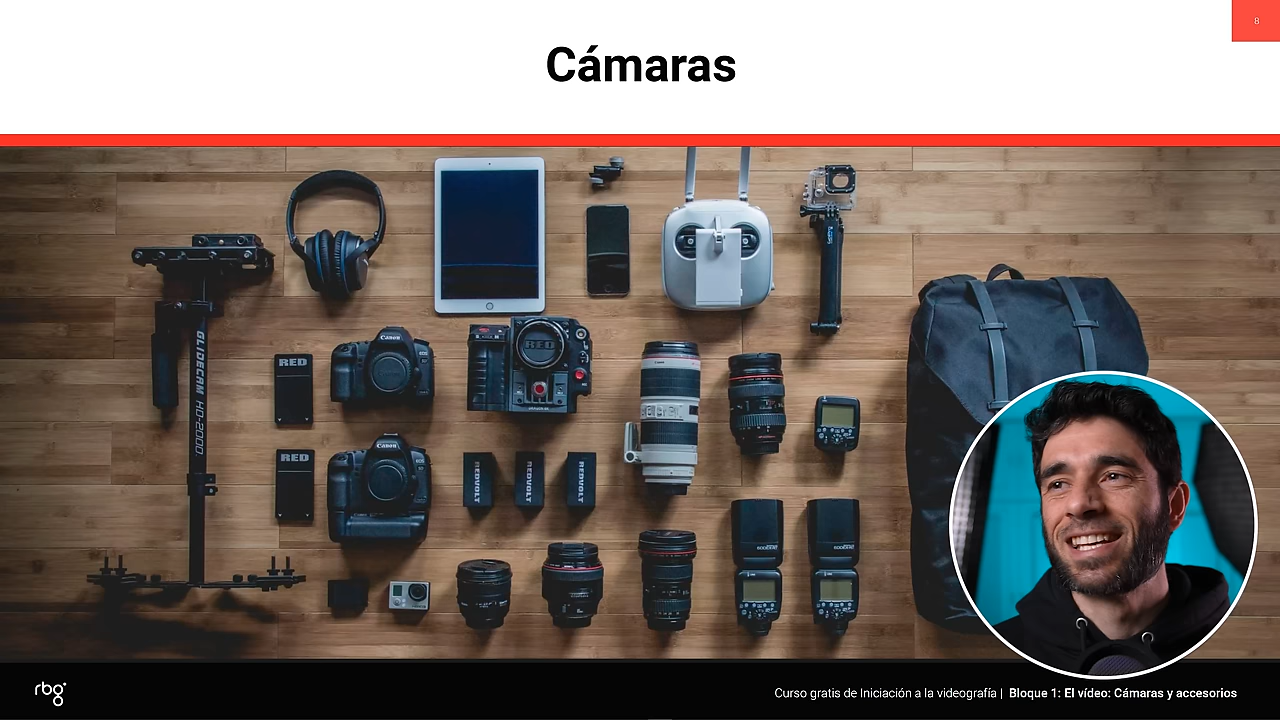 8
Cámaras
GLIDECAM HD-2000
RED
Canon
RED
RED
Canon
REDVOLT
REDVOLT
REDVOLT
rbg
Curso gratis de Iniciación a la videografía | Bloque 1: El vídeo: Cámaras y accesorios